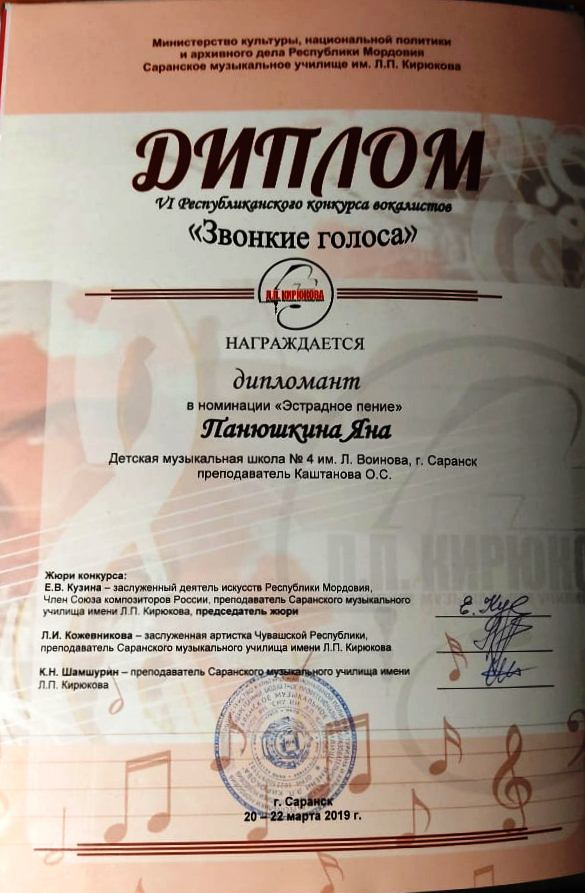 Министерство культуры, национальной политики
и архивного дела Республики Мордовия
Саранское музыкальное училище им. Л.П. Кирюкова
ДИПЛОМ
VI Республиканского конкурса вокалистов
«Звонкие голоса»
Л.П. КИРЮКОВА
НАГРАЖДАЕТСЯ
дипломант
в номинации «Эстрадное пение»
Панюшкина Яна
Детская музыкальная школа № 4 им. Л. Воинова, г. Саранск
преподаватель Каштанова О.С.
Л.П. КИРЮКО
Жюри конкурса:
Е.В. Кузина – заслуженный деятель искусств Республики Мордовия,
Член Союза композиторов России, преподаватель Саранского музыкального
училища имени Л.П. Кирюкова, председатель жюри
Л.И. Кожевникова – заслуженная артистка Чувашской Республики,
преподаватель Саранского музыкального училища имени Л.П. Кирюкова
К.Н. Шамшурин – преподаватель Саранского музыкального училища имени
Л.П. Кирюкова
г. Саранск
20 – 22 марта 2019 г.